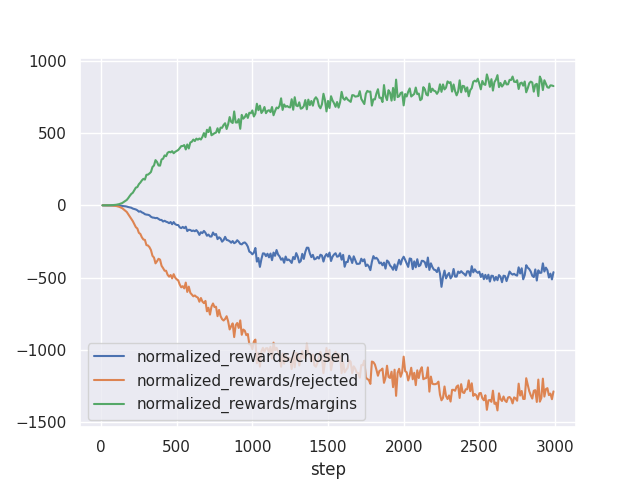 1000
500
0
−500
−1000
−1500
normalized_rewards/chosen
normalized_rewards/rejected
normalized_rewards/margins
0 500 1000 1500 2000 2500 3000
step